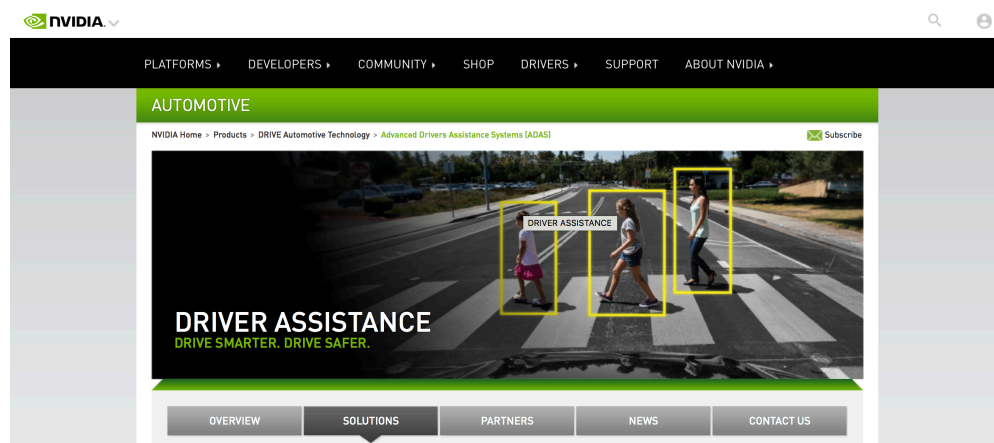 NVIDIA.
PLATFORMS DEVELOPERS COMMUNITY SHOP DRIVERS SUPPORT ABOUT NVIDIA
AUTOMOTIVE
NVIDIA Home > Products > DRIVE Automotive Technology > Advanced Drivers Assistance Systems (ADAS) Subscribe
DRIVER ASSISTANCE
DRIVER ASSISTANCE
DRIVE SMARTER. DRIVE SAFER.
OVERVIEW SOLUTIONS PARTNERS NEWS CONTACT US